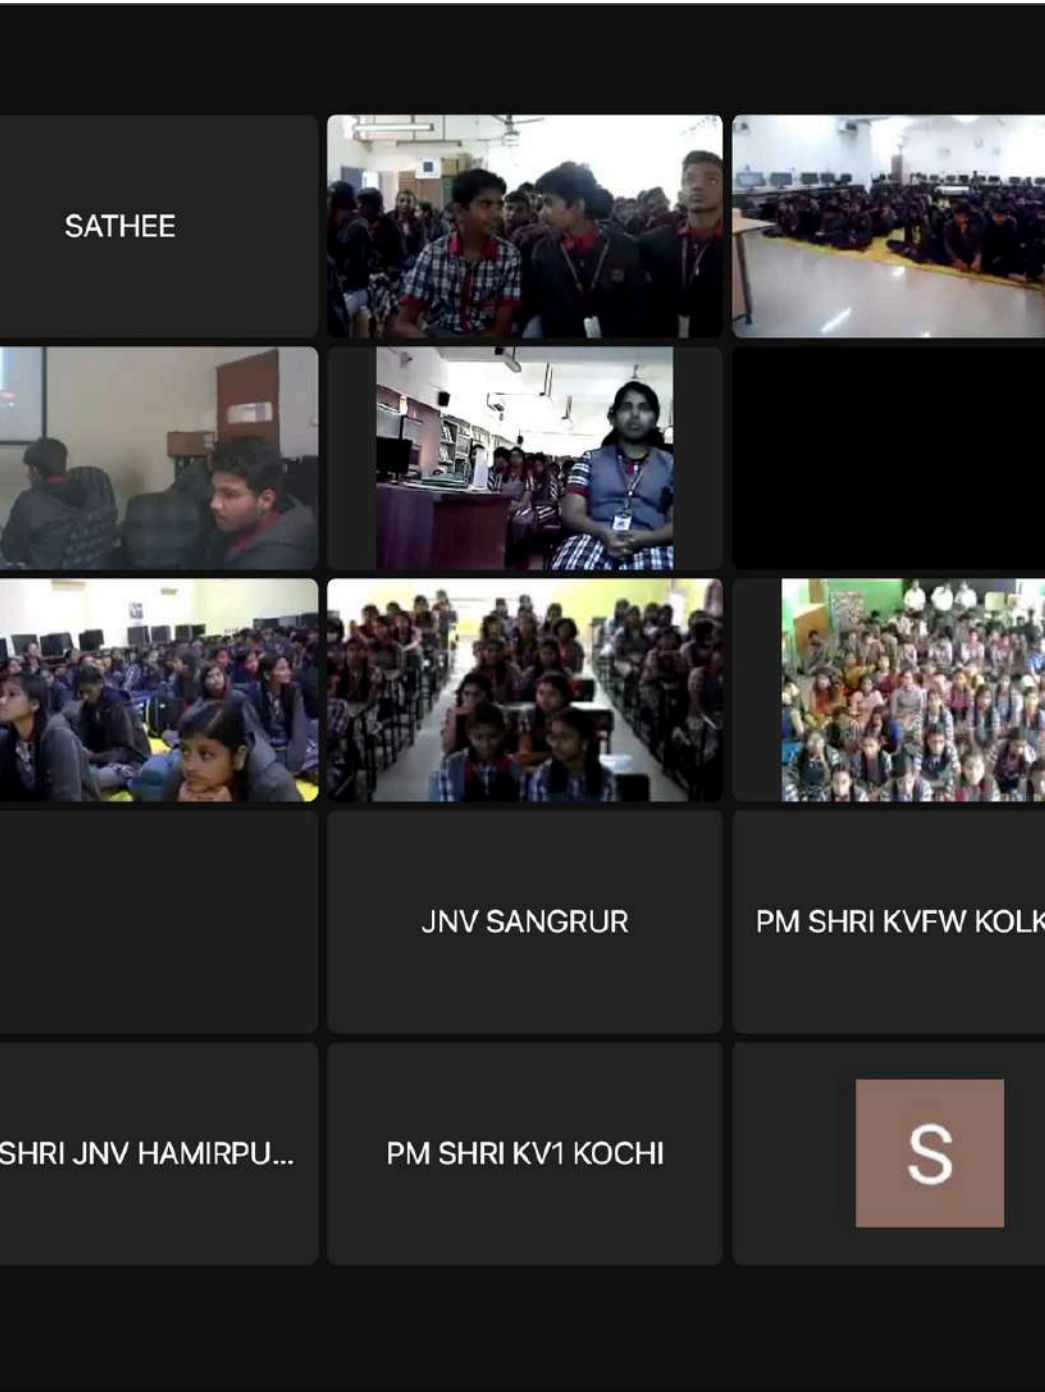 SATHEE
JNV SANGRUR
PM SHRI KVFW KOLK
SHRI JNV HAMIRPU...
PM SHRI KV1 KOCHI
S